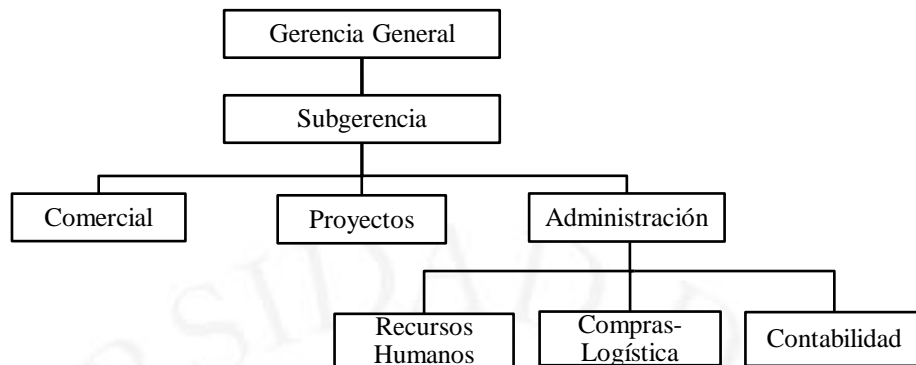 Gerencia General
Subgerencia
Comercial
Proyectos
Administración
Recursos
Humanos
Compras-
Logística
Contabilidad